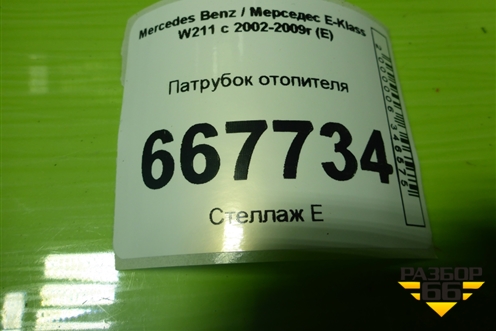 Mercedes Benz / Мерседес E-Klass
W211 с 2002-2009г (E)
Патрубок отопителя
667734
Стеллаж Е
РАЗБОР
66